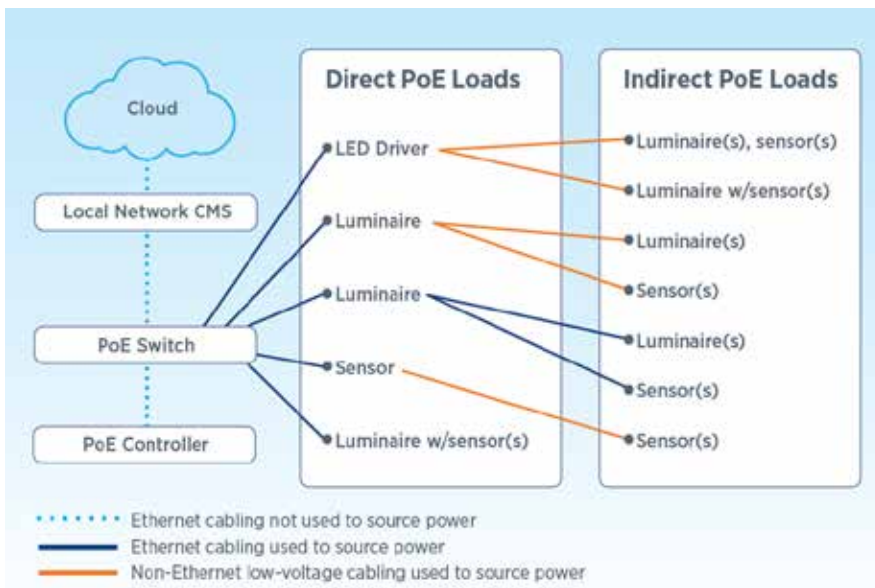 Cloud
Local Network CMS
PoE Switch
PoE Controller
Direct PoE Loads
LED Driver
Luminaire
Luminaire
Sensor
Luminaire w/sensor(s)
Indirect PoE Loads
Luminaire(s), sensor(s)
Luminaire w/sensor(s)
Luminaire(s)
Sensor(s)
Luminaire(s)
Sensor(s)
Sensor(s)
Ethernet cabling not used to source power
Ethernet cabling used to source power
Non-Ethernet low-voltage cabling used to source power